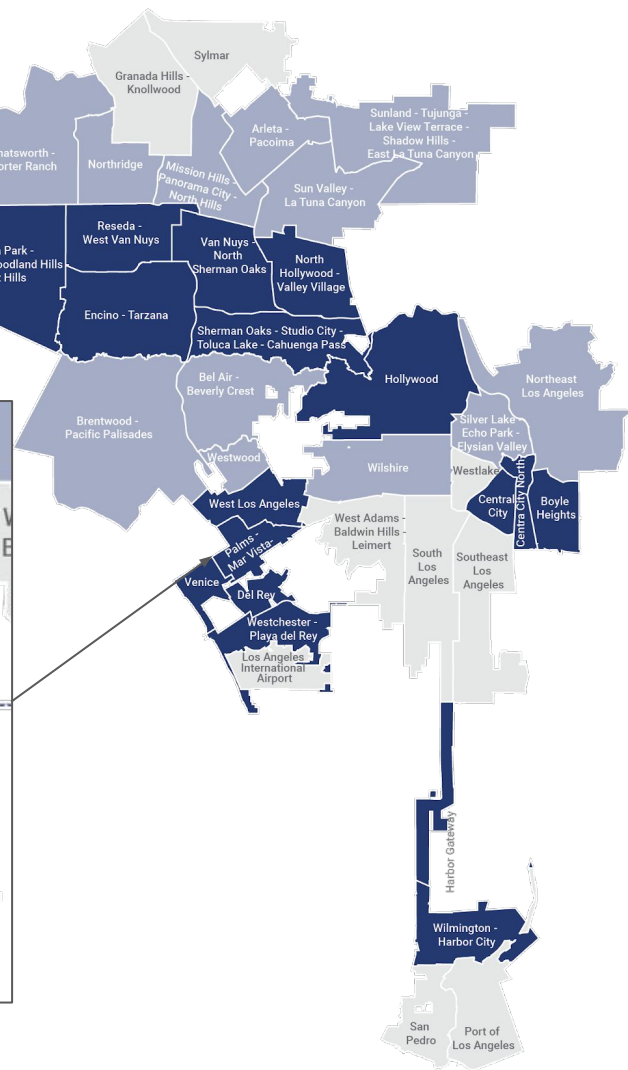 Sylmar
Granada Hills -
Knollwood
Sunland - Tujunga -
Lake View Terrace -
Shadow Hills -
East La Tuna Canyon
Arleta -
Pacoima
hatsworth -
orter Ranch
Northridge
Mission Hills -
Panorama City -
North Hills
Sun Valley -
La Tuna Canyon
Reseda -
West Van Nuys
Van Nuys -
North
Sherman Oaks
Park -
oodland Hills
Hills
North
Hollywood -
Valley Village
Encino - Tarzana
Sherman Oaks - Studio City -
Toluca Lake - Cahuenga Pass
Hollywood
Bel Air -
Beverly Crest
Northeast
Los Angeles
Brentwood -
Pacific Palisades
Silver Lake -
Echo Park -
Elysian Valley
Westwood
Wilshire
Westlake
West Los Angeles
Central
City
Centra City North
Boyle
Heights
West Adams -
Baldwin Hills -
Leimert
South
Los
Angeles
Southeast
Los
Angeles
Palms -
Mar Vista-
Venice
Del Rey
Westchester -
Playa del Rey
Los Angeles
International
Airport
Harbor Gateway
Wilmington -
Harbor City
San
Pedro
Port of
Los Angeles